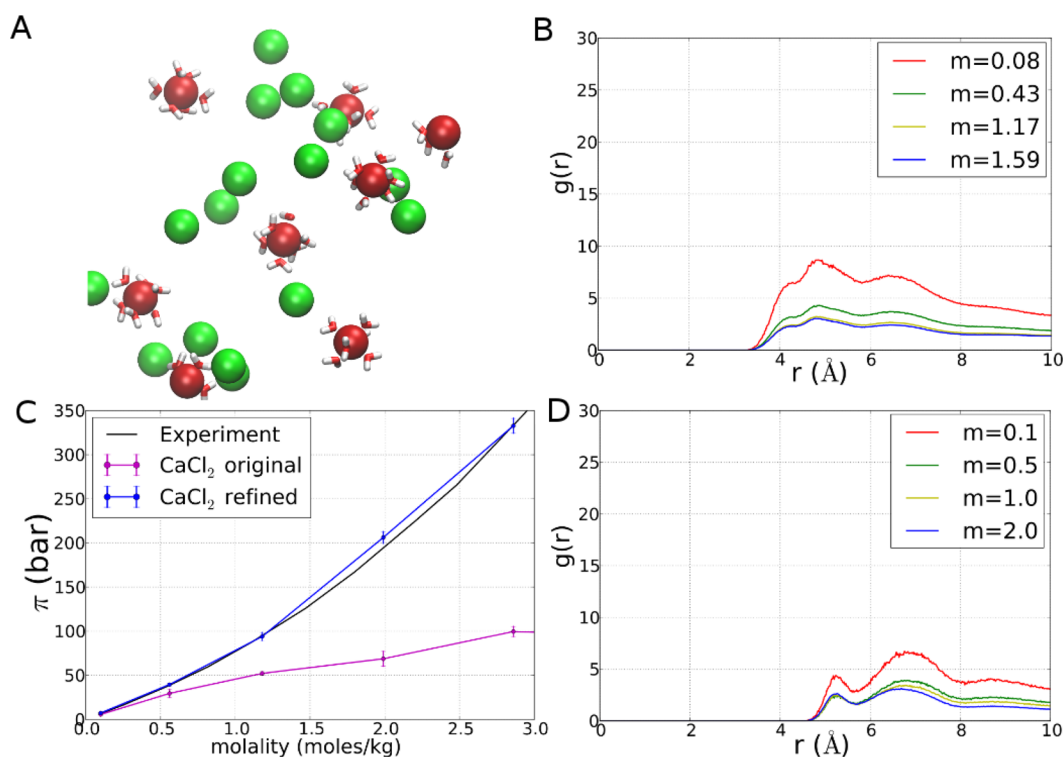 A
B
30
25
20
15
10
5
0
g(r)
m=0.08
m=0.43
m=1.17
m=1.59
0 2 4 6 8 10
r (Å)
C
350
300
250
200
150
100
50
0
π (bar)
Experiment
CaCl₂ original
CaCl₂ refined
0.0 0.5 1.0 1.5 2.0 2.5 3.0
molality (moles/kg)
D
30
25
20
15
10
5
0
g(r)
m=0.1
m=0.5
m=1.0
m=2.0
0 2 4 6 8 10
r (Å)